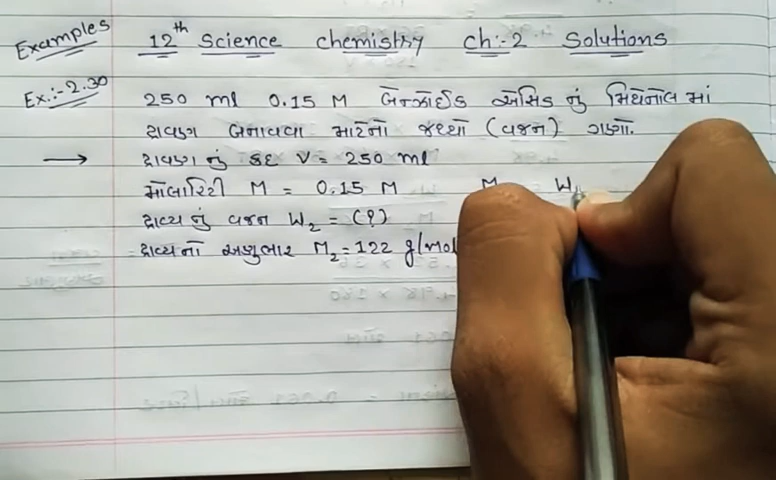 Examples 12th Science chemistry ch:-2 Solutions
Ex.:-2.30 250 ml 0.15 M બેન્ઝોઈક એસિડ નું મિથેનોલ માં
દ્રાવણ બનાવવા માટેનો જથ્થો (વજન) ગણો.
→ દ્રાવણ નું કદ V = 250 ml
મોલારિટી M = 0.15 M M W
દ્રાવ્ય નું વજન W₂ = (?)
દ્રાવ્યનો અણુભાર M₂ = 122 g/mol